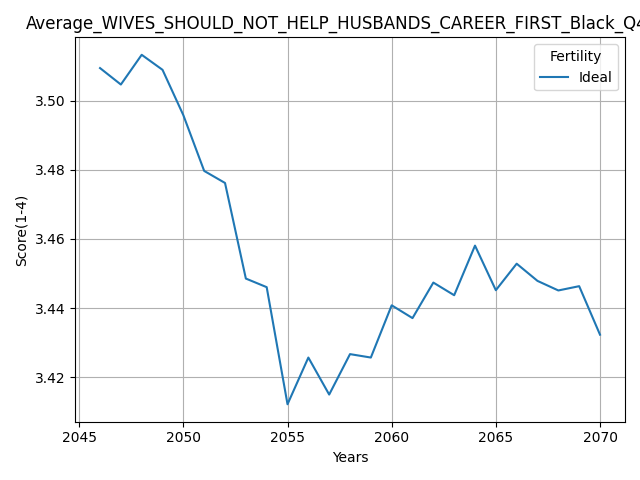 Average_WIVES_SHOULD_NOT_HELP_HUSBANDS_CAREER_FIRST_Black_Q4
Fertility
Ideal
3.50
3.48
3.46
3.44
3.42
Score(1-4)
2045 2050 2055 2060 2065 2070
Years